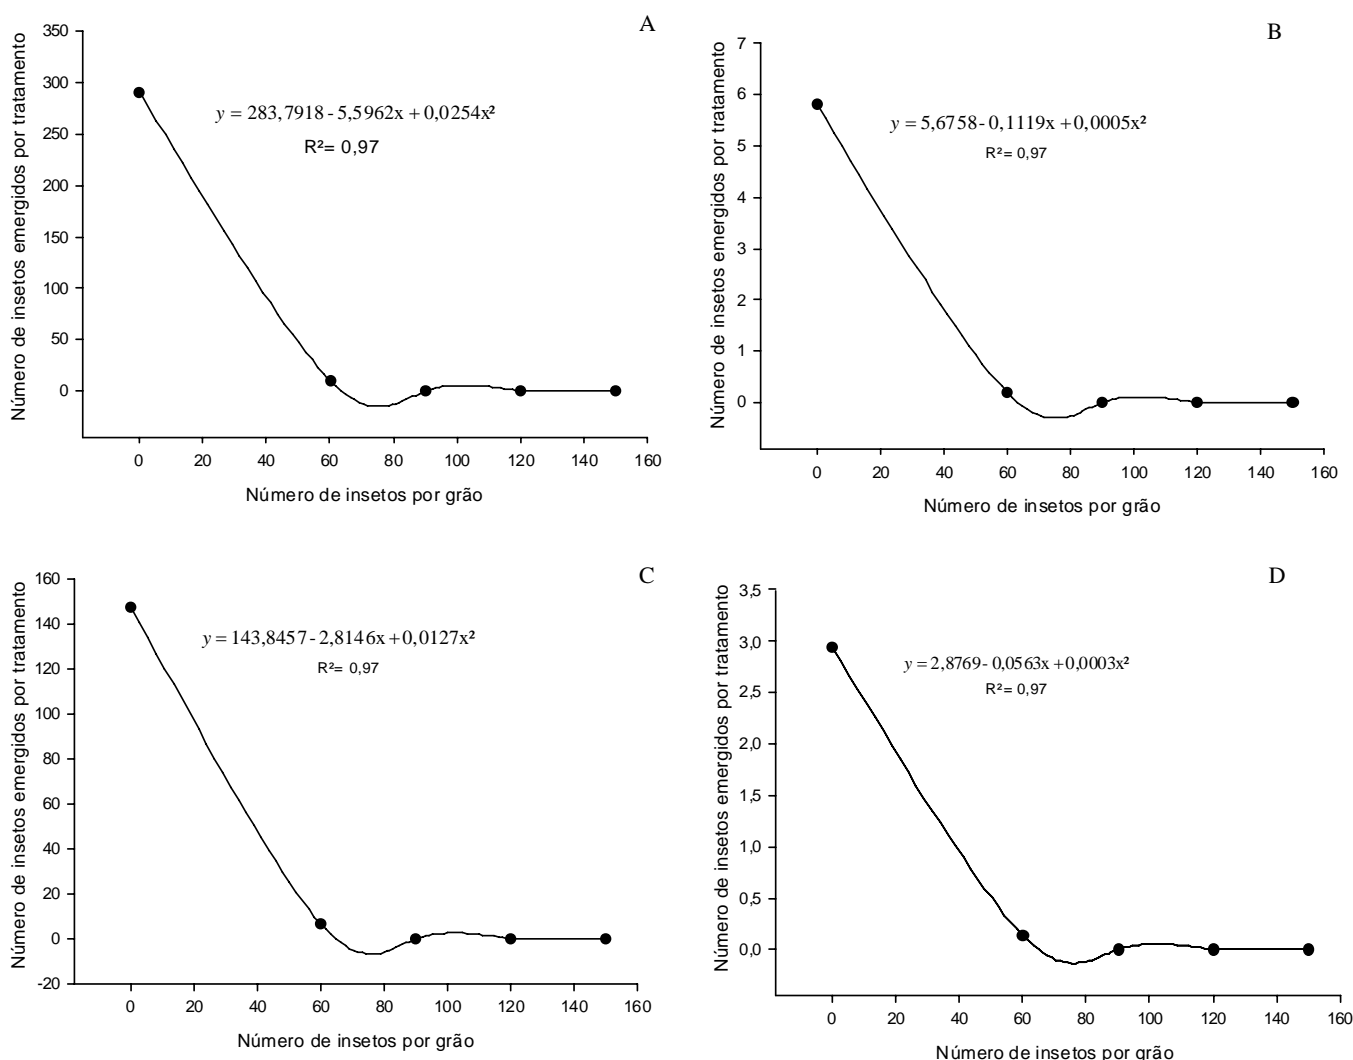 A
Número de insetos emergidos por tratamento
350
300
250
200
150
100
50
0
y = 283,7918 - 5,5962x + 0,0254x²
R²= 0,97
0 20 40 60 80 100 120 140 160
Número de insetos por grão
B
Número de insetos emergidos por tratamento
7
6
5
4
3
2
1
0
y = 5,6758 - 0,1119x + 0,0005x²
R²= 0,97
0 20 40 60 80 100 120 140 160
Número de insetos por grão
C
Número de insetos emergidos por tratamento
160
140
120
100
80
60
40
20
0
-20
y = 143,8457 - 2,8146x + 0,0127x²
R²= 0,97
0 20 40 60 80 100 120 140 160
Número de insetos por grão
D
Número de insetos emergidos por tratamento
3,5
3,0
2,5
2,0
1,5
1,0
0,5
0,0
y = 2,8769 - 0,0563x + 0,0003x²
R²= 0,97
0 20 40 60 80 100 120 140 160
Número de insetos por grão